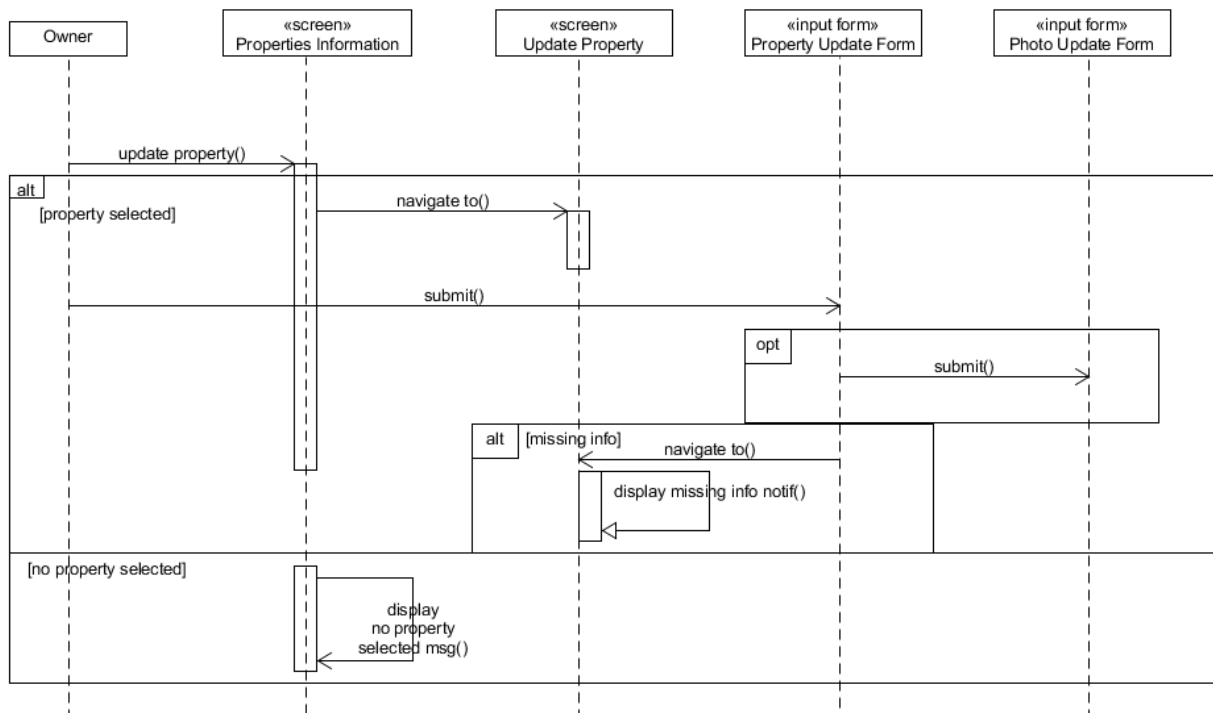 Owner
«screen»
Properties Information
«screen»
Update Property
«input form»
Property Update Form
«input form»
Photo Update Form
update property()
alt
[property selected]
navigate to()
submit()
opt
submit()
alt
[missing info]
navigate to()
display missing info notif()
[no property selected]
display
no property
selected msg()